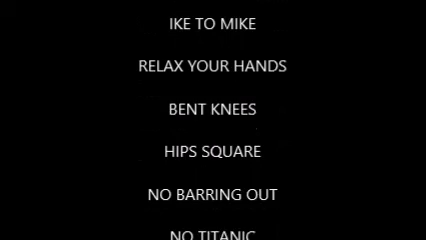 IKE TO MIKE
RELAX YOUR HANDS
BENT KNEES
HIPS SQUARE
NO BARRING OUT
NO TITANIC